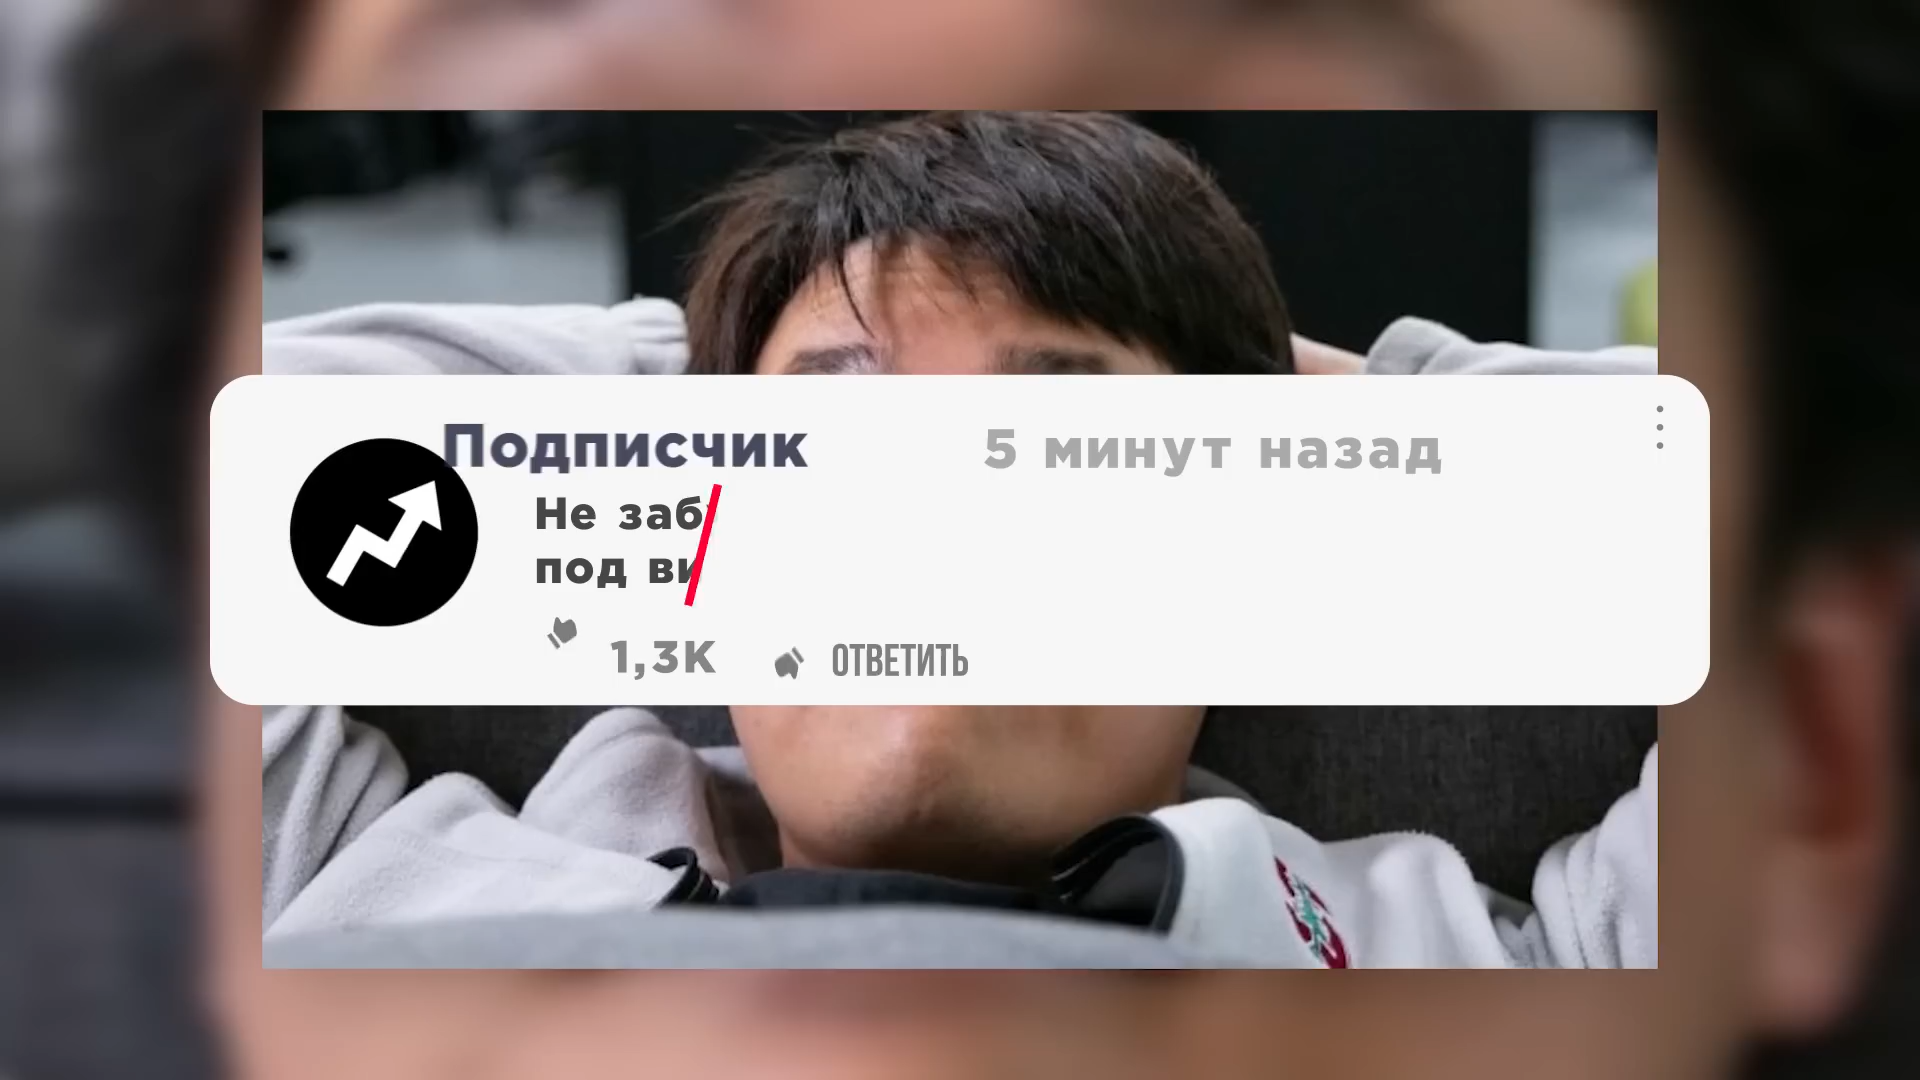 Подписчик
5 минут назад
Не заб
под ви
1,3K
ОТВЕТИТЬ